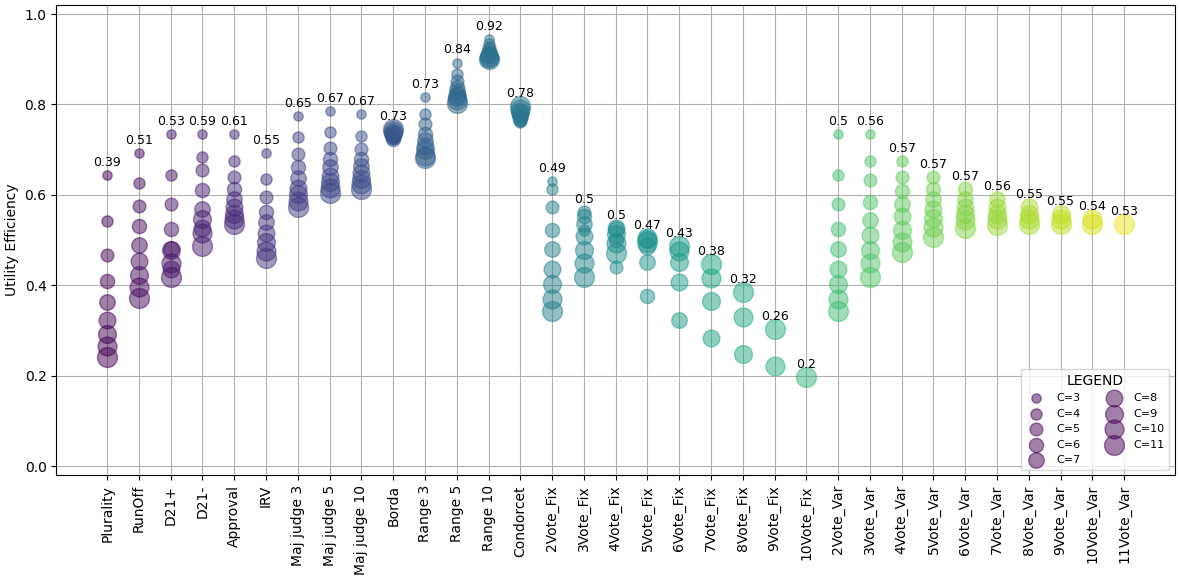 Utility Efficiency
1.0
0.8
0.6
0.4
0.2
0.0
0.39
0.51
0.53
0.59
0.61
0.55
0.65
0.67
0.67
0.73
0.73
0.84
0.92
0.78
0.49
0.5
0.5
0.47
0.43
0.38
0.32
0.26
0.2
0.5
0.56
0.57
0.57
0.57
0.56
0.55
0.55
0.54
0.53
LEGEND
C=3
C=4
C=5
C=6
C=7
C=8
C=9
C=10
C=11
Plurality
RunOff
D21+
D21-
Approval
IRV
Maj judge 3
Maj judge 5
Maj judge 10
Borda
Range 3
Range 5
Range 10
Condorcet
2Vote_Fix
3Vote_Fix
4Vote_Fix
5Vote_Fix
6Vote_Fix
7Vote_Fix
8Vote_Fix
9Vote_Fix
10Vote_Fix
2Vote_Var
3Vote_Var
4Vote_Var
5Vote_Var
6Vote_Var
7Vote_Var
8Vote_Var
9Vote_Var
10Vote_Var
11Vote_Var